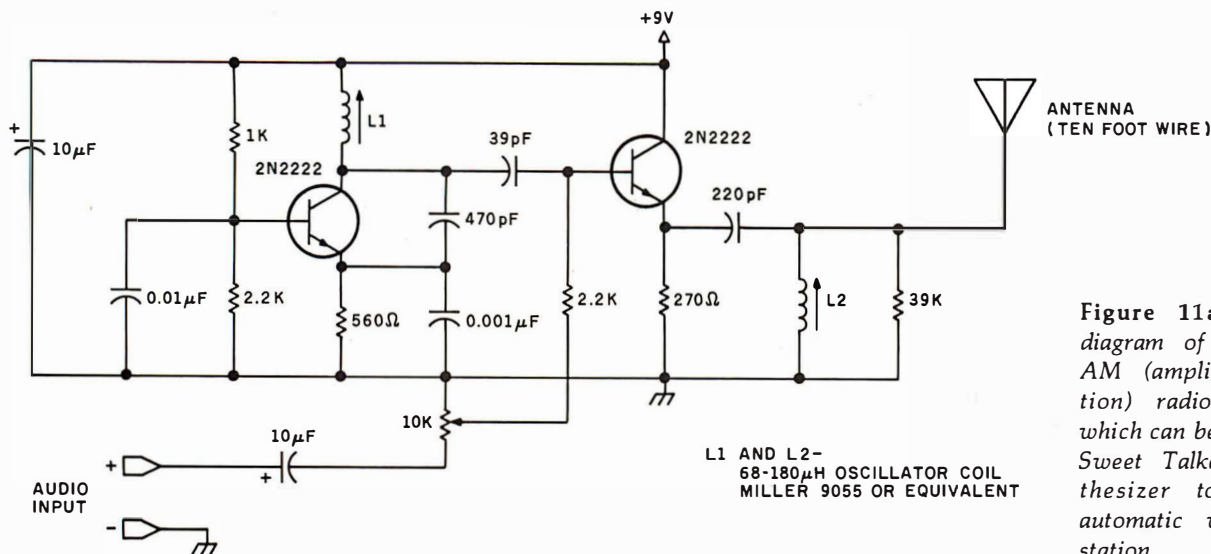 +9V
ANTENNA
(TEN FOOT WIRE)
+
10µF
1K
L1
39pF
2N2222
2N2222
220pF
470pF
0.01µF
2.2K
560Ω
0.001µF
2.2K
270Ω
L2
39K
10K
10µF
+
+
AUDIO
INPUT
-
L1 AND L2-
68-180µH OSCILLATOR COIL
MILLER 9055 OR EQUIVALENT
Figure 11a
diagram of
AM (ampli
tion) radio
which can be
Sweet Talk
thesizer to
automatic
station